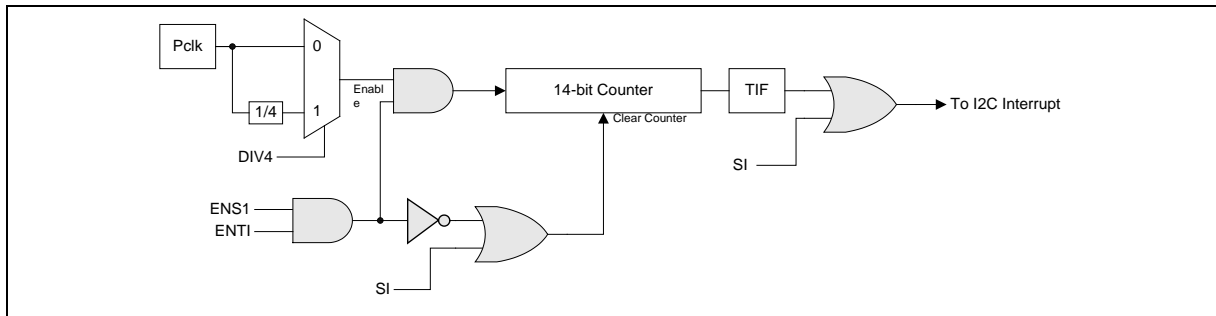 Pclk
0
1/4
1
Enabl
e
DIV4
14-bit Counter
Clear Counter
TIF
To I2C Interrupt
SI
ENS1
ENTI
SI